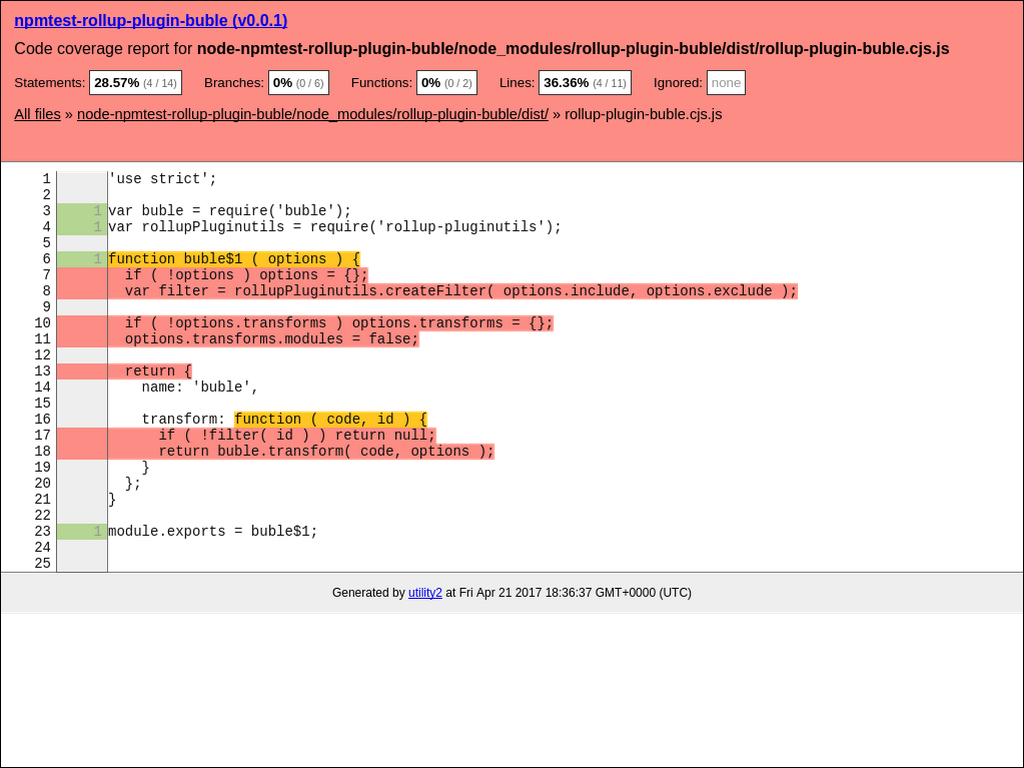 npmtest-rollup-plugin-buble (v0.0.1)
Code coverage report for node-npmtest-rollup-plugin-buble/node_modules/rollup-plugin-buble/dist/rollup-plugin-buble.cjs.js
Statements: 28.57% (4 / 14) Branches: 0% (0 / 6) Functions: 0% (0 / 2) Lines: 36.36% (4 / 11) Ignored: none
All files » node-npmtest-rollup-plugin-buble/node_modules/rollup-plugin-buble/dist/ » rollup-plugin-buble.cjs.js
1 'use strict';
2
3 1 var buble = require('buble');
4 1 var rollupPluginutils = require('rollup-pluginutils');
5
6 1 function buble$1 ( options ) {
7 if ( !options ) options = {};
8 var filter = rollupPluginutils.createFilter( options.include, options.exclude );
9
10 if ( !options.transforms ) options.transforms = {};
11 options.transforms.modules = false;
12
13 return {
14 name: 'buble',
15
16 transform: function ( code, id ) {
17 if ( !filter( id ) ) return null;
18 return buble.transform( code, options );
19 }
20 };
21 }
22
23 1 module.exports = buble$1;
24
25
Generated by utility2 at Fri Apr 21 2017 18:36:37 GMT+0000 (UTC)